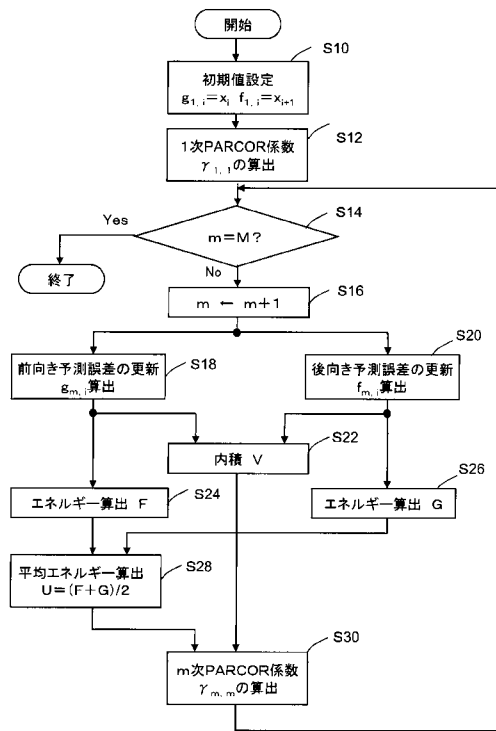 開始
S10
初期値設定
g1, i=xi f1, i=xi+1
S12
1次PARCOR係数
γ1, 1の算出
S14
Yes
m=M?
終了
No
S16
m ← m+1
S18
前向き予測誤差の更新
gm, i算出
S20
後向き予測誤差の更新
fm, i算出
S22
内積 V
S24
エネルギー算出 F
S26
エネルギー算出 G
S28
平均エネルギー算出
U=(F+G)/2
S30
m次PARCOR係数
γm, mの算出